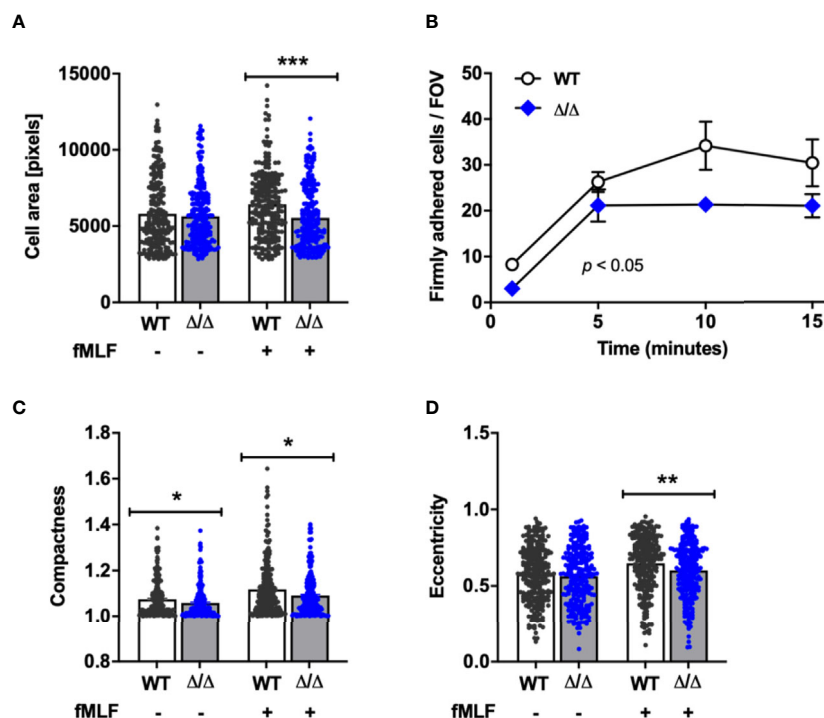 A
Cell area [pixels]
15000
10000
5000
0
***
WT Δ/Δ WT Δ/Δ
fMLF - - + +
B
Firmly adhered cells / FOV
50
40
30
20
10
0
WT
Δ/Δ
p < 0.05
0 5 10 15
Time (minutes)
C
Compactness
1.8
1.6
1.4
1.2
1.0
0.8
*
*
WT Δ/Δ WT Δ/Δ
fMLF - - + +
D
Eccentricity
1.5
1.0
0.5
0.0
**
WT Δ/Δ WT Δ/Δ
fMLF - - + +